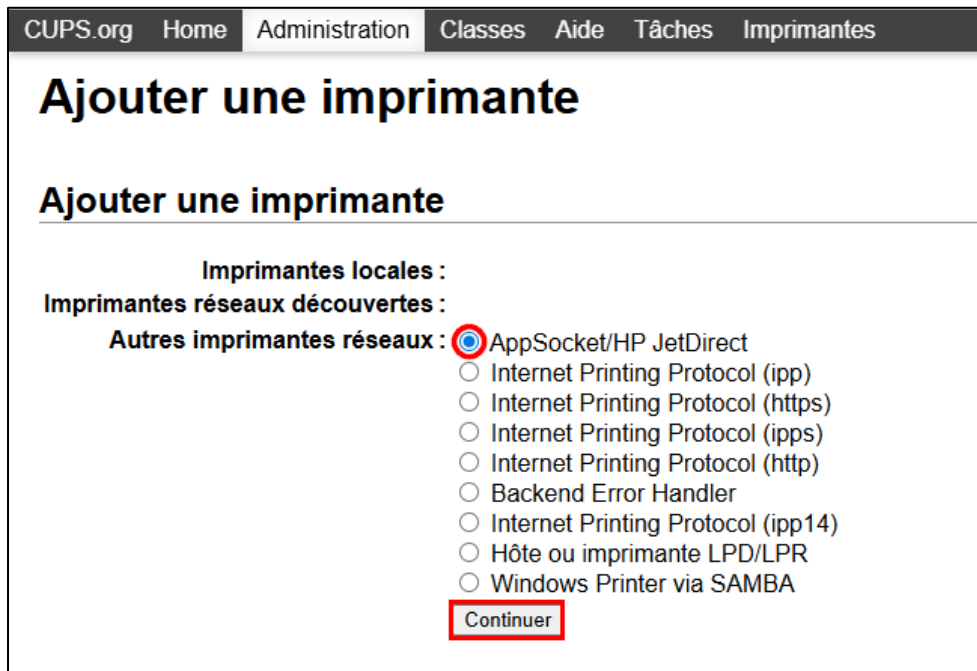 CUPS.org Home Administration Classes Aide Tâches Imprimantes
Ajouter une imprimante
Ajouter une imprimante
Imprimantes locales :
Imprimantes réseaux découvertes :
Autres imprimantes réseaux : AppSocket/HP JetDirect
Internet Printing Protocol (ipp)
Internet Printing Protocol (https)
Internet Printing Protocol (ipps)
Internet Printing Protocol (http)
Backend Error Handler
Internet Printing Protocol (ipp14)
Hôte ou imprimante LPD/LPR
Windows Printer via SAMBA
Continuer